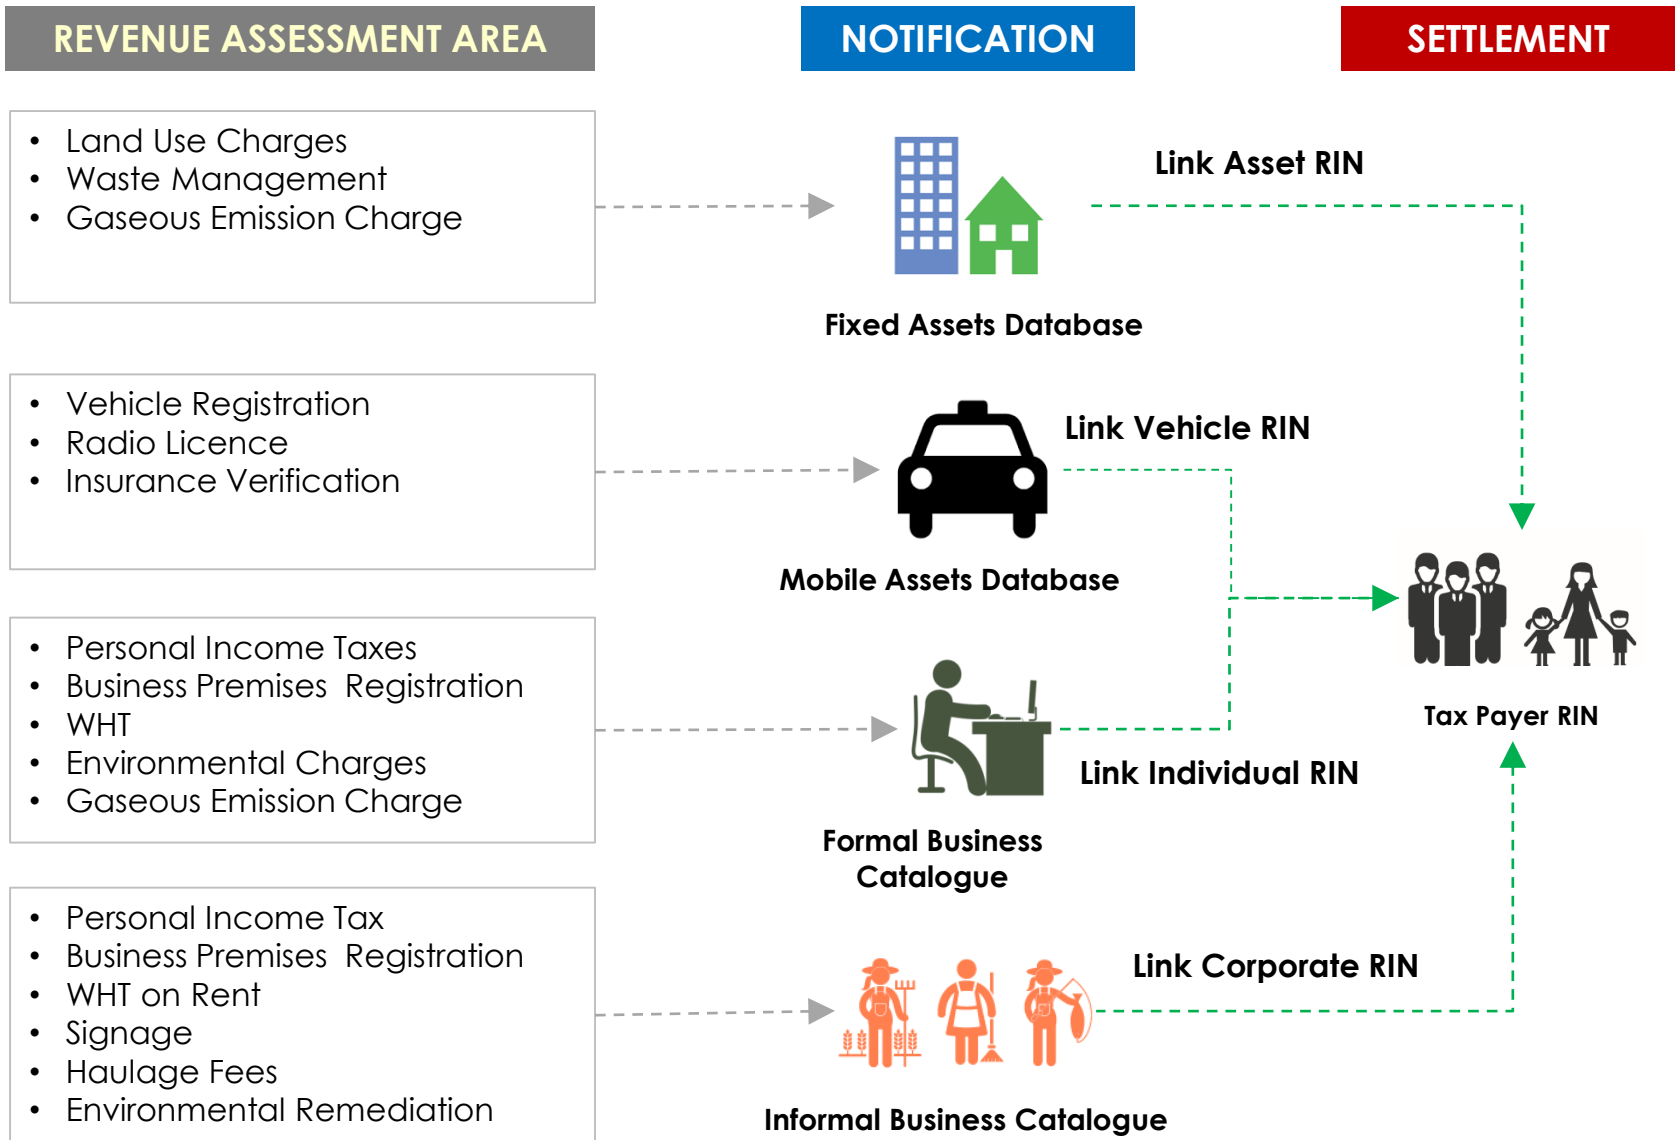 REVENUE ASSESSMENT AREA
NOTIFICATION
SETTLEMENT
• Land Use Charges
• Waste Management
• Gaseous Emission Charge
Link Asset RIN
Fixed Assets Database
• Vehicle Registration
• Radio Licence
• Insurance Verification
Link Vehicle RIN
Mobile Assets Database
• Personal Income Taxes
• Business Premises  Registration
• WHT
• Environmental Charges
• Gaseous Emission Charge
Tax Payer RIN
Link Individual RIN
Formal Business
Catalogue
• Personal Income Tax
• Business Premises  Registration
• WHT on Rent
• Signage
• Haulage Fees
• Environmental Remediation
Link Corporate RIN
Informal Business Catalogue